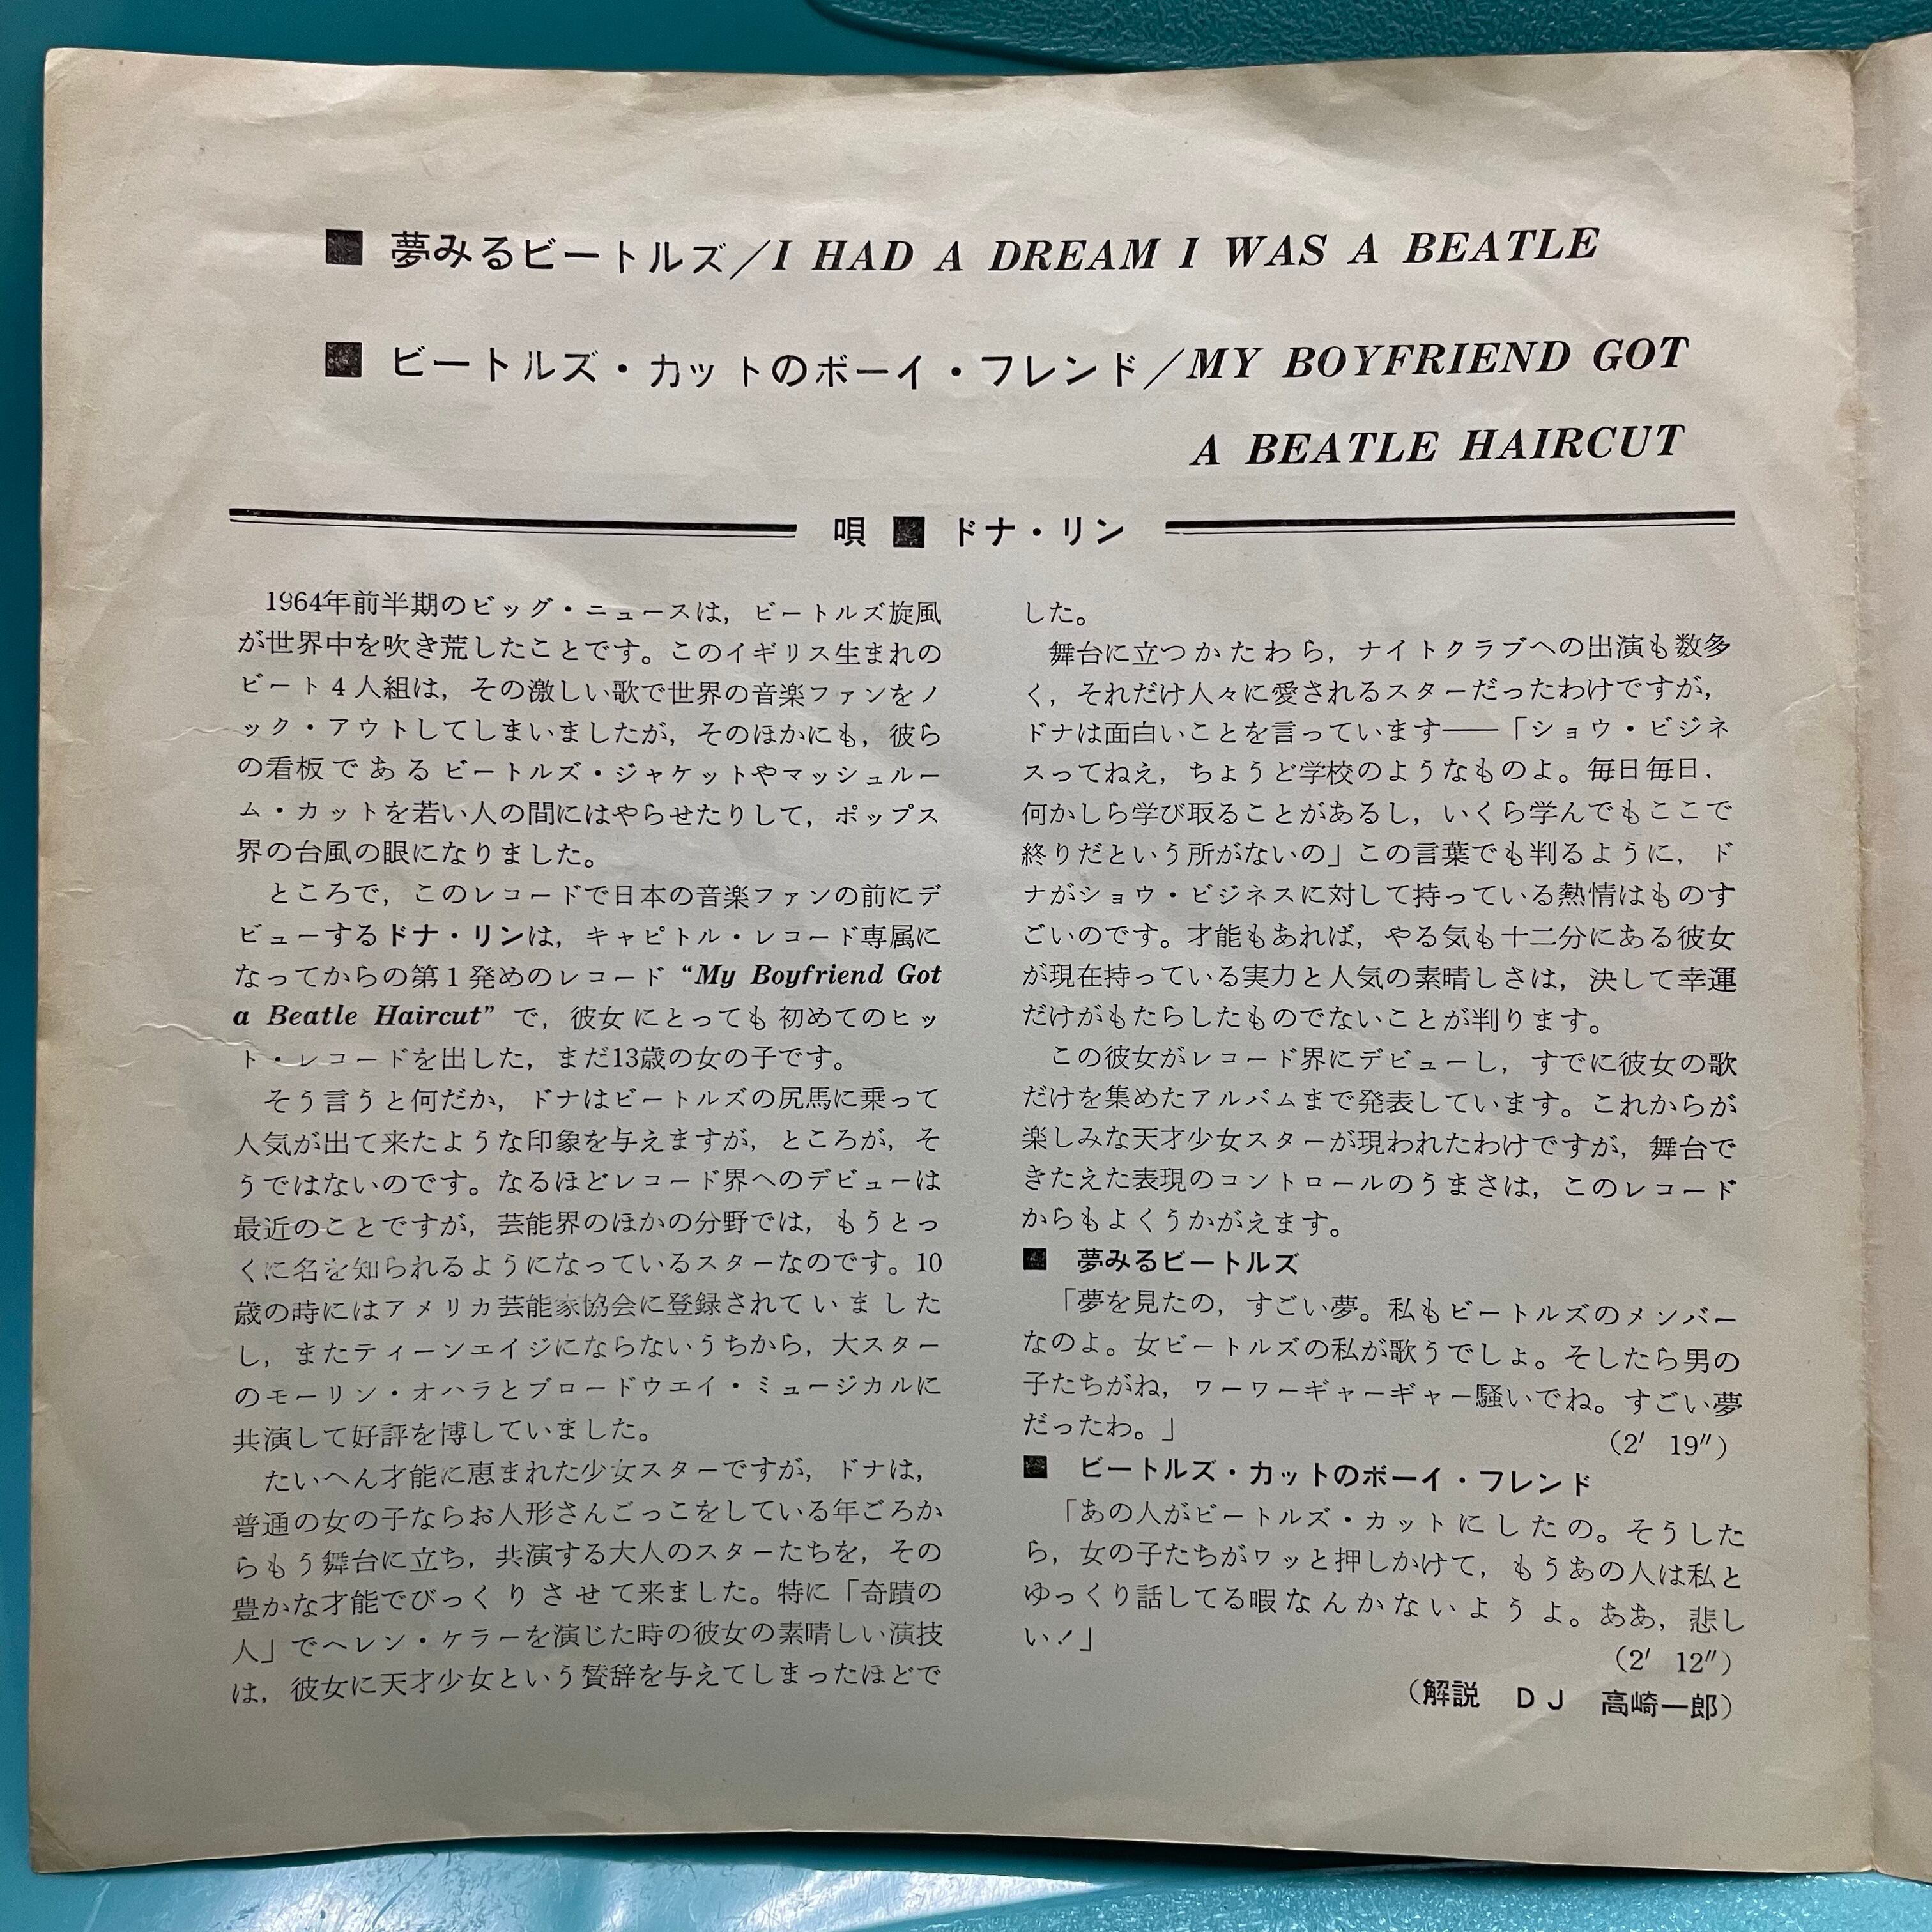 ■ 夢みるビートルズ／I HAD A DREAM I WAS A BEATLE
■ ビートルズ・カットのボーイ・フレンド／MY BOYFRIEND GOT
A BEATLE HAIRCUT
唄 ■ ドナ・リン
1964年前半期のビッグ・ニュースは，ビートルズ旋風
が世界中を吹き荒したことです。このイギリス生まれの
ビート４人組は，その激しい歌で世界の音楽ファンをノ
ック・アウトしてしまいましたが，そのほかにも，彼ら
の看板であるビートルズ・ジャケットやマッシュルー
ム・カットを若い人の間にはやらせたりして，ポップス
界の台風の眼になりました。
ところで，このレコードで日本の音楽ファンの前にデ
ビューするドナ・リンは，キャピトル・レコード専属に
なってからの第１発めのレコード “My Boyfriend Got
a Beatle Haircut” で，彼女にとっても初めてのヒッ
ト・レコードを出した，まだ13歳の女の子です。
そう言うと何だか，ドナはビートルズの尻馬に乗って
人気が出て来たような印象を与えますが，ところが，そ
うではないのです。なるほどレコード界へのデビューは
最近のことですが，芸能界のほかの分野では，もうとっ
くに名を知られるようになっているスターなのです。10
歳の時にはアメリカ芸能家協会に登録されていました
し，またティーンエイジにならないうちから，大スター
のモーリン・オハラとブロードウエイ・ミュージカルに
共演して好評を博していました。
たいへん才能に恵まれた少女スターですが，ドナは，
普通の女の子ならお人形さんごっこをしている年ごろか
らもう舞台に立ち，共演する大人のスターたちを，その
豊かな才能でびっくりさせて来ました。特に「奇蹟の
人」でヘレン・ケラーを演じた時の彼女の素晴しい演技
は，彼女に天才少女という賛辞を与えてしまったほどで
した。
舞台に立つかたわら，ナイトクラブへの出演も数多
く，それだけ人々に愛されるスターだったわけですが，
ドナは面白いことを言っています――「ショウ・ビジネ
スってねえ，ちょうど学校のようなものよ。毎日毎日．
何かしら学び取ることがあるし，いくら学んでもここで
終りだという所がないの」この言葉でも判るように，ド
ナがショウ・ビジネスに対して持っている熱情はものす
ごいのです。才能もあれば，やる気も十二分にある彼女
が現在持っている実力と人気の素晴しさは，決して幸運
だけがもたらしたものでないことが判ります。
この彼女がレコード界にデビューし，すでに彼女の歌
だけを集めたアルバムまで発表しています。これからが
楽しみな天才少女スターが現われたわけですが，舞台で
きたえた表現のコントロールのうまさは，このレコード
からもよくうかがえます。
■ 夢みるビートルズ
「夢を見たの，すごい夢。私もビートルズのメンバー
なのよ。女ビートルズの私が歌うでしょ。そしたら男の
子たちがね，ワーワーギャーギャー騒いでね。すごい夢
だったわ。」
（2′ 19″）
■ ビートルズ・カットのボーイ・フレンド
「あの人がビートルズ・カットにしたの。そうした
ら，女の子たちがワッと押しかけて，もうあの人は私と
ゆっくり話してる暇なんかないようよ。ああ，悲し
い！」
（2′ 12″）
（解説 ＤＪ 高崎一郎）